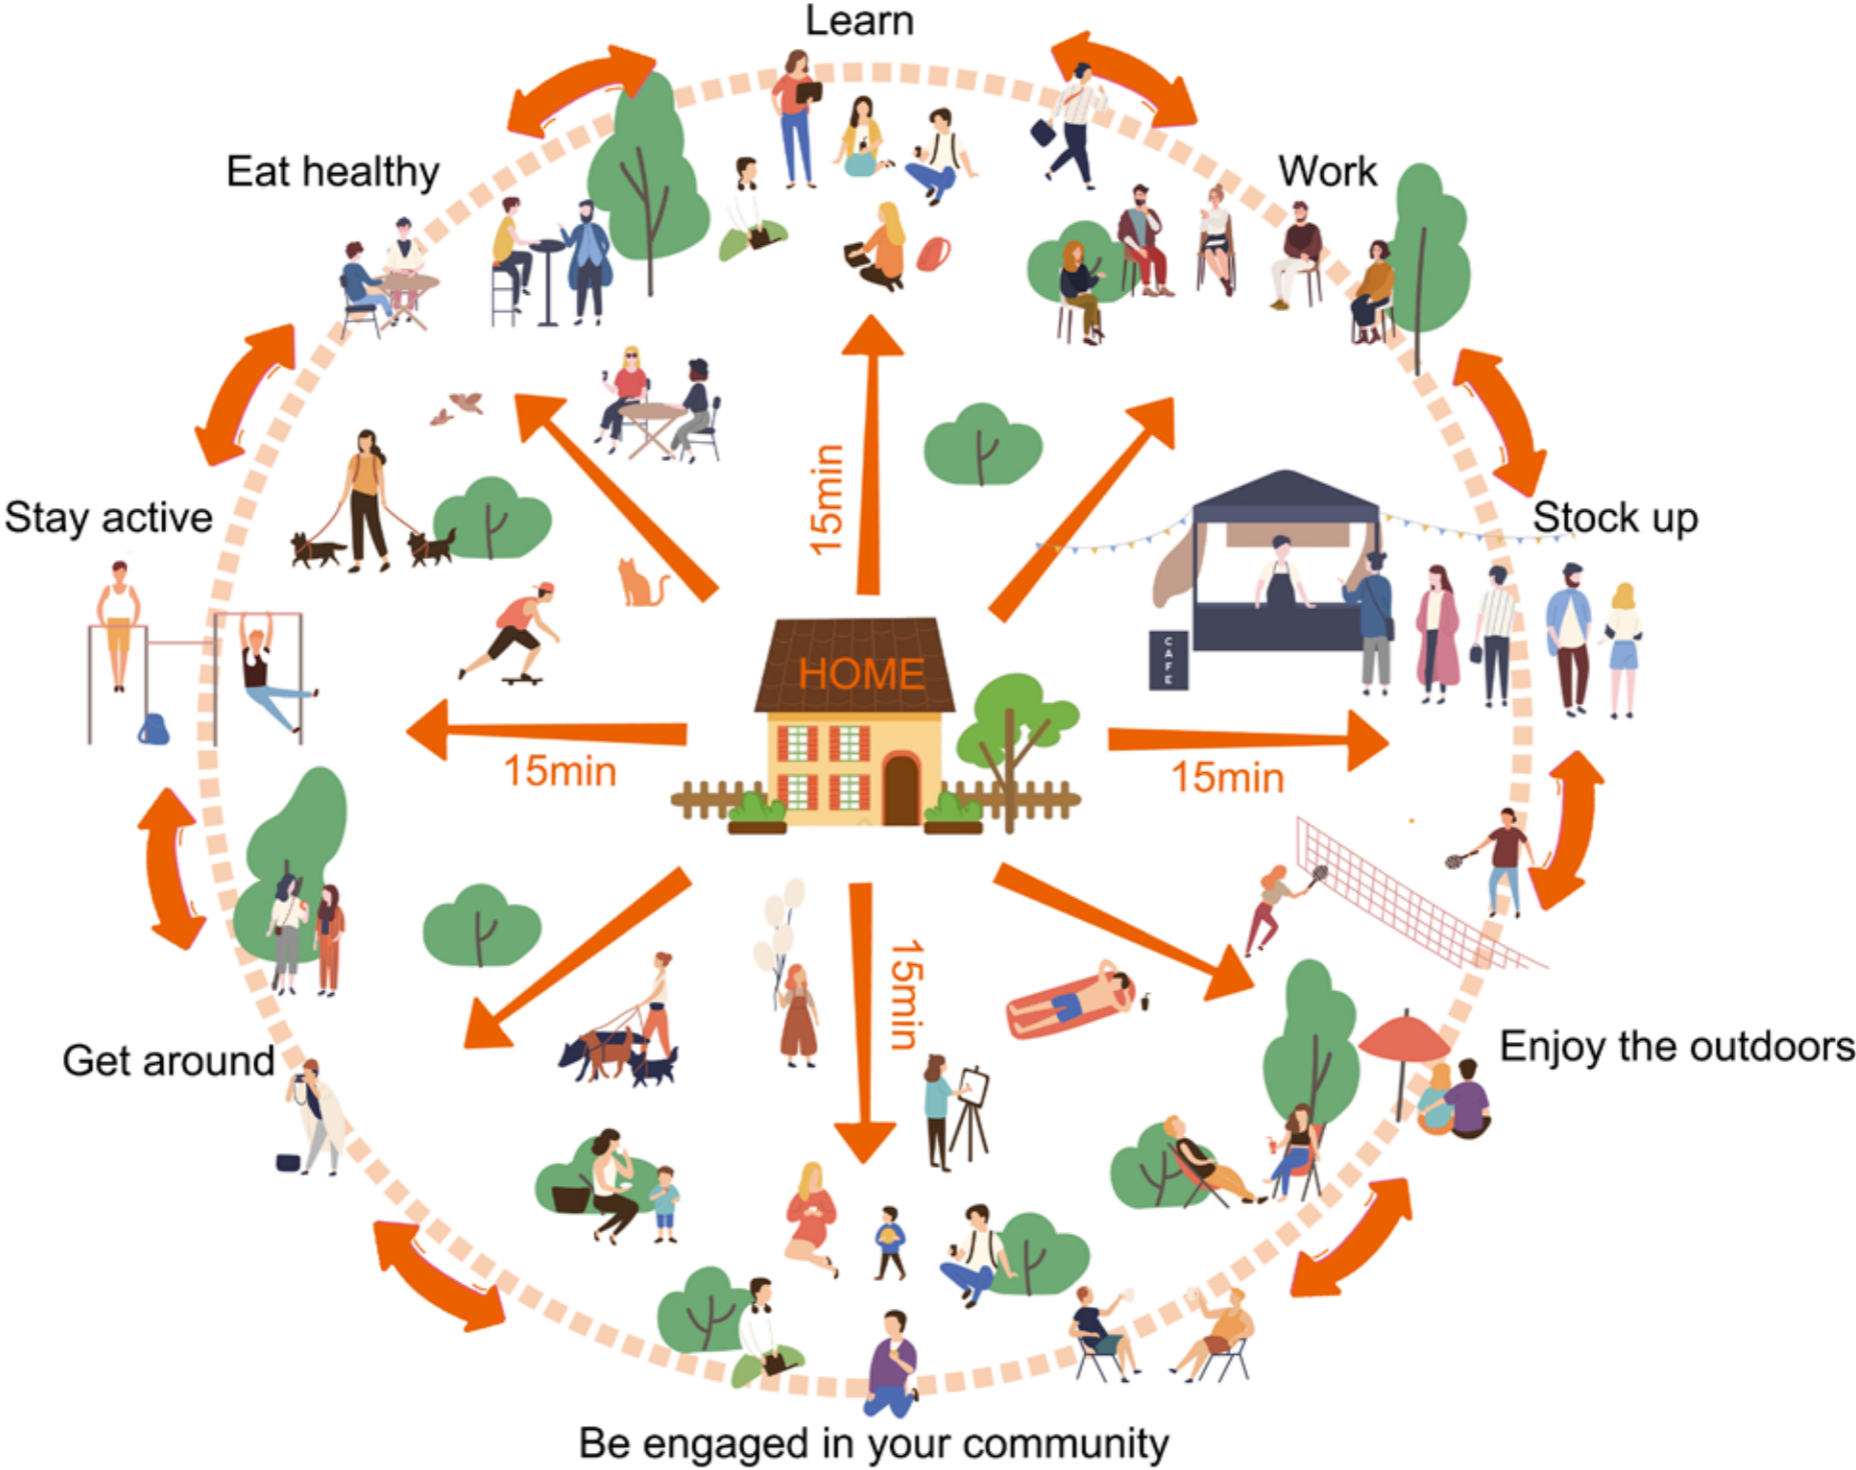 Learn
Eat healthy
Work
15min
Stay active
Stock up
CAFE
HOME
15min
15min
15min
Get around
Enjoy the outdoors
Be engaged in your community